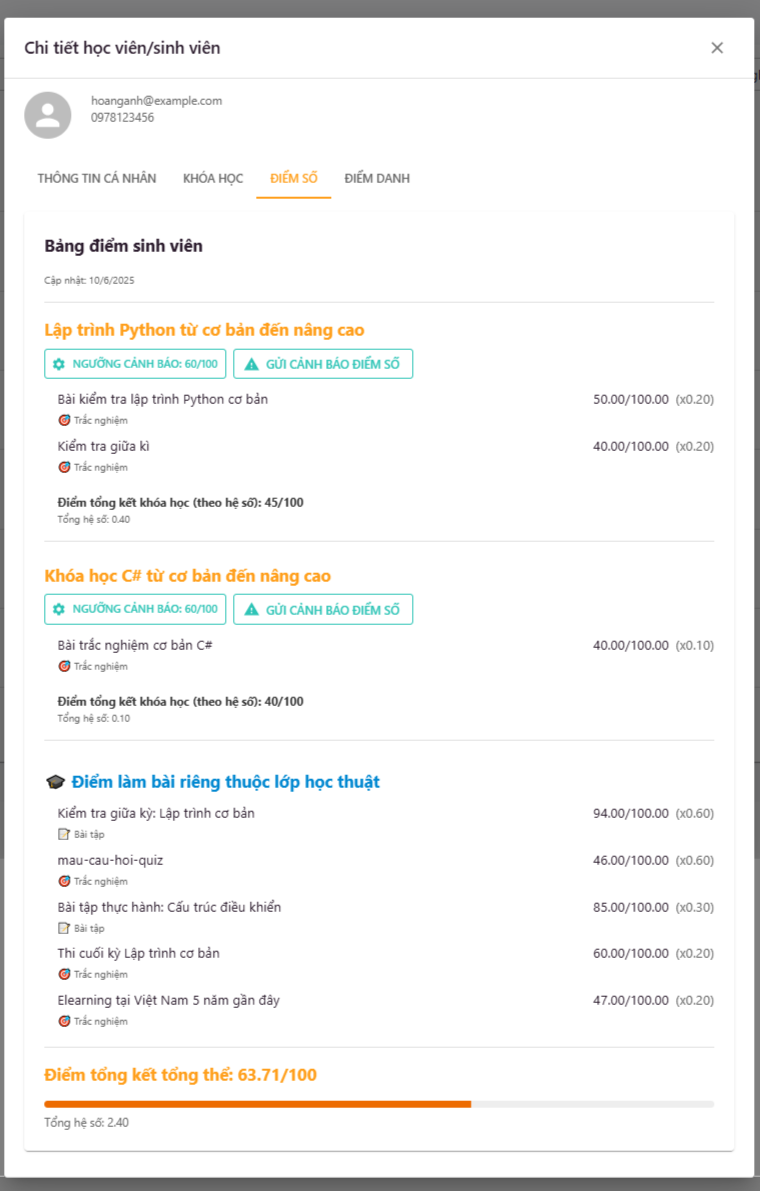 Chi tiết học viên/sinh viên
hoanganh@example.com
0978123456
THÔNG TIN CÁ NHÂN KHÓA HỌC ĐIỂM SỐ ĐIỂM DANH
Bảng điểm sinh viên
Cập nhật: 10/6/2025
Lập trình Python từ cơ bản đến nâng cao
NGƯỠNG CẢNH BÁO: 60/100 GỬI CẢNH BÁO ĐIỂM SỐ
Bài kiểm tra lập trình Python cơ bản 50.00/100.00 (x0.20)
Trắc nghiệm
Kiểm tra giữa kì 40.00/100.00 (x0.20)
Trắc nghiệm
Điểm tổng kết khóa học (theo hệ số): 45/100
Tổng hệ số: 0.40
Khóa học C# từ cơ bản đến nâng cao
NGƯỠNG CẢNH BÁO: 60/100 GỬI CẢNH BÁO ĐIỂM SỐ
Bài trắc nghiệm cơ bản C# 40.00/100.00 (x0.10)
Trắc nghiệm
Điểm tổng kết khóa học (theo hệ số): 40/100
Tổng hệ số: 0.10
Điểm làm bài riêng thuộc lớp học thuật
Kiểm tra giữa kỳ: Lập trình cơ bản 94.00/100.00 (x0.60)
Bài tập
mau-cau-hoi-quiz 46.00/100.00 (x0.60)
Trắc nghiệm
Bài tập thực hành: Cấu trúc điều khiển 85.00/100.00 (x0.30)
Bài tập
Thi cuối kỳ Lập trình cơ bản 60.00/100.00 (x0.20)
Trắc nghiệm
Elearning tại Việt Nam 5 năm gần đây 47.00/100.00 (x0.20)
Trắc nghiệm
Điểm tổng kết tổng thể: 63.71/100
Tổng hệ số: 2.40